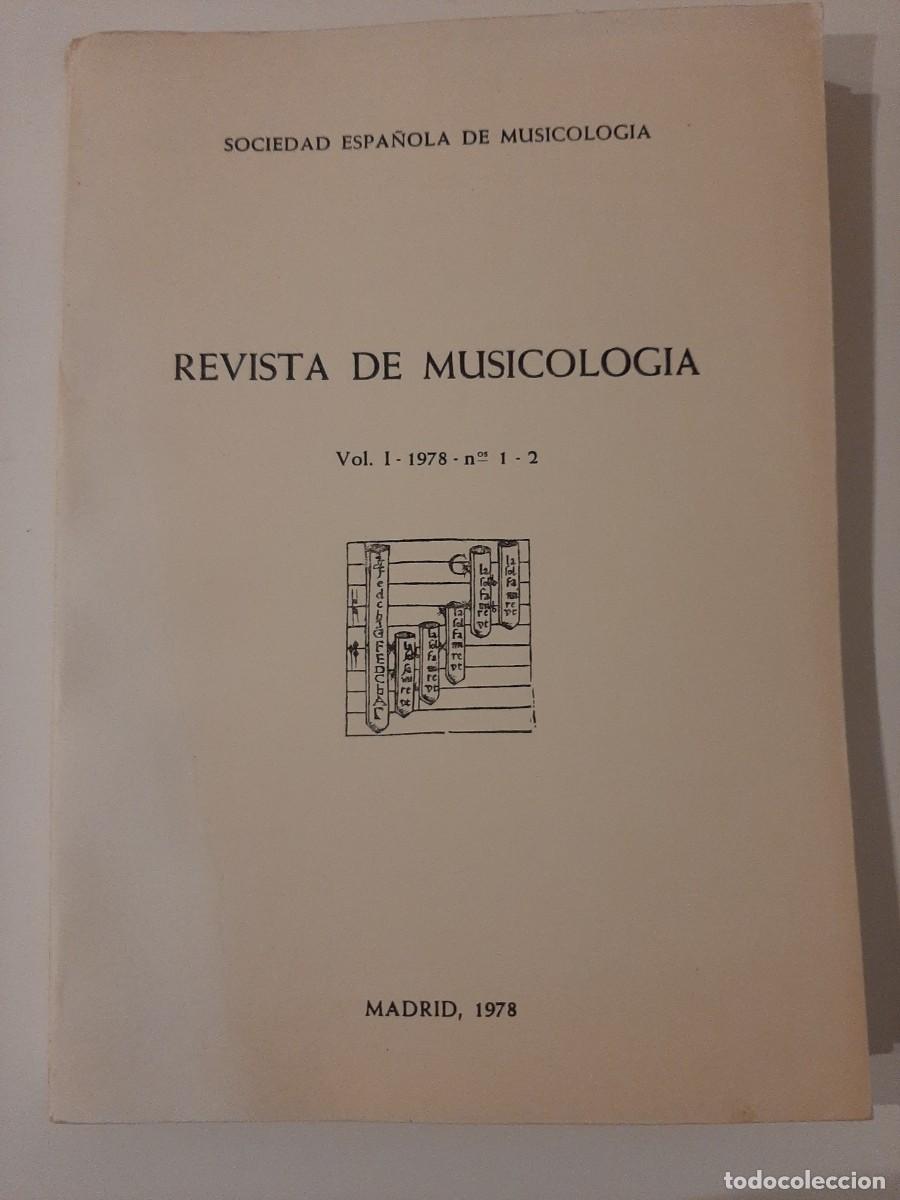 SOCIEDAD ESPAÑOLA DE MUSICOLOGIA
REVISTA DE MUSICOLOGIA
Vol. I - 1978 - nºs 1 - 2
MADRID, 1978
todocoleccion